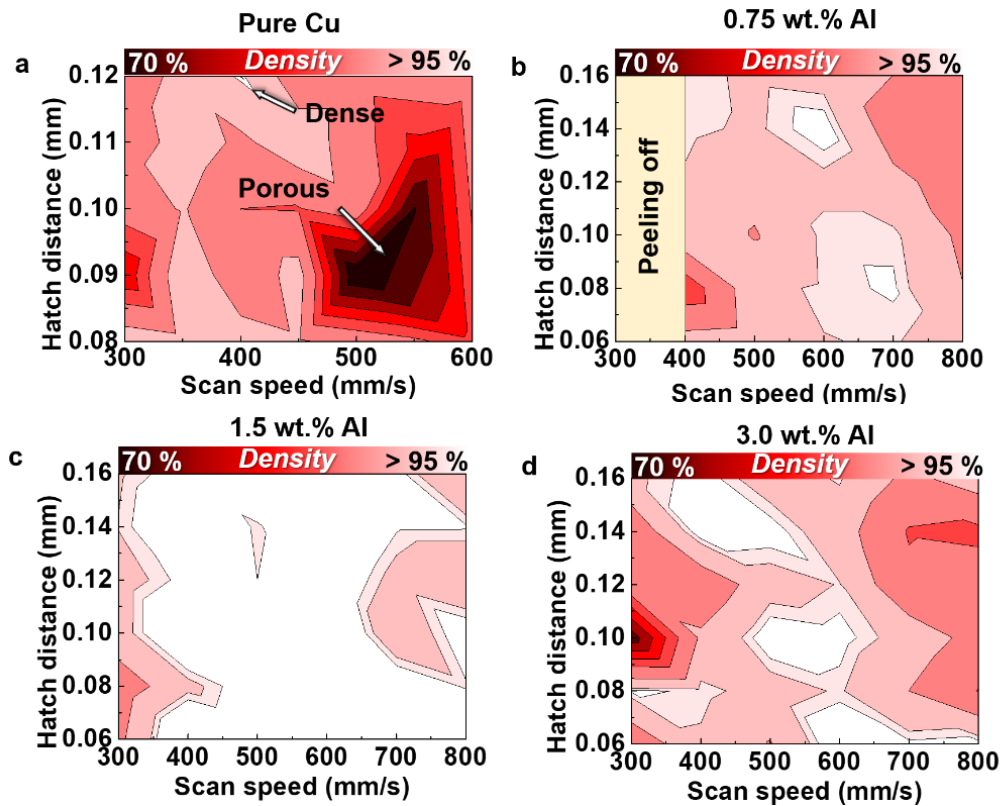 Pure Cu
a
70 % Density > 95 %
0.12
0.11
0.10
0.09
0.08
Hatch distance (mm)
Dense
Porous
300 400 500 600
Scan speed (mm/s)
0.75 wt.% Al
b
70 % Density > 95 %
0.16
0.14
0.12
0.10
0.08
0.06
Hatch distance (mm)
Peeling off
300 400 500 600 700 800
Scan speed (mm/s)
1.5 wt.% Al
c
70 % Density > 95 %
0.16
0.14
0.12
0.10
0.08
0.06
Hatch distance (mm)
300 400 500 600 700 800
Scan speed (mm/s)
3.0 wt.% Al
d
70 % Density > 95 %
0.16
0.14
0.12
0.10
0.08
0.06
Hatch distance (mm)
300 400 500 600 700 800
Scan speed (mm/s)